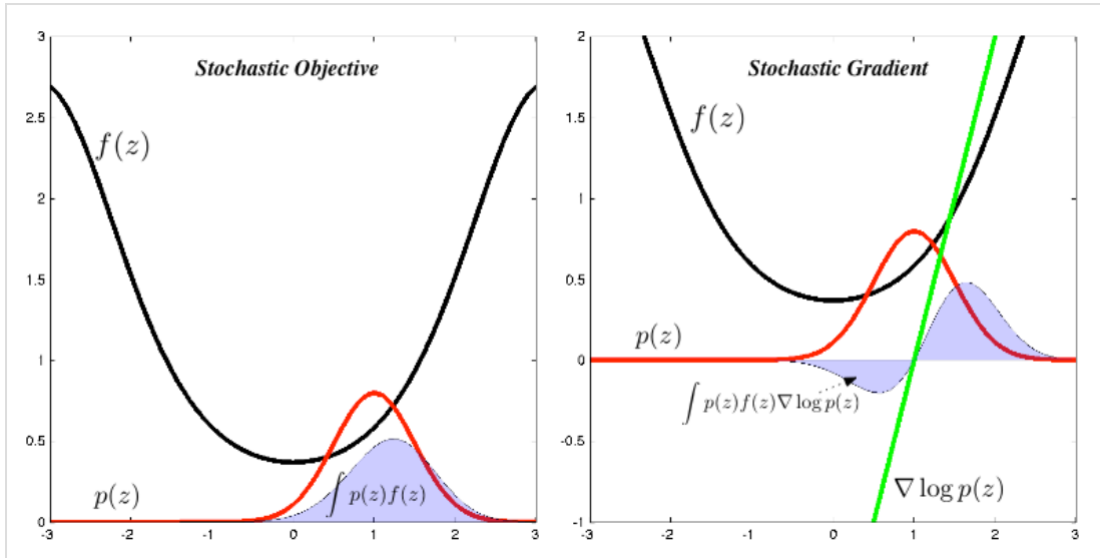 Stochastic Objective
f(z)
p(z)
∫ p(z)f(z)
3
2.5
2
1.5
1
0.5
0
-3 -2 -1 0 1 2 3
Stochastic Gradient
f(z)
p(z)
∫ p(z)f(z)∇ log p(z)
∇ log p(z)
2
1.5
1
0.5
0
-0.5
-1
-3 -2 -1 0 1 2 3